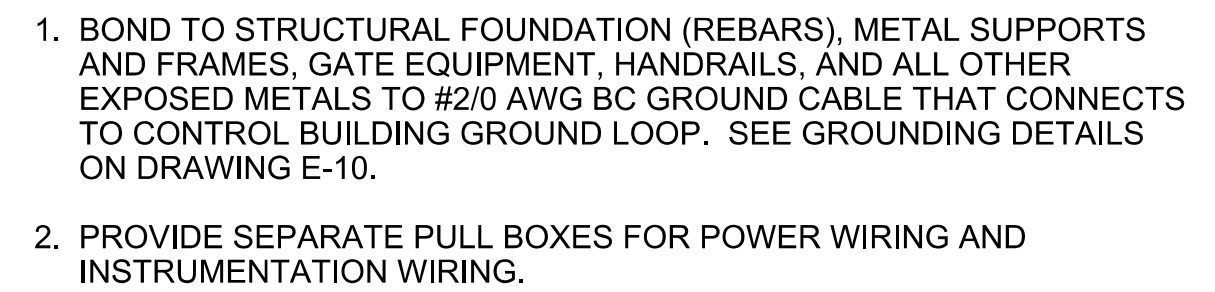 1. BOND TO STRUCTURAL FOUNDATION (REBARS), METAL SUPPORTS
AND FRAMES, GATE EQUIPMENT, HANDRAILS, AND ALL OTHER
EXPOSED METALS TO #2/0 AWG BC GROUND CABLE THAT CONNECTS
TO CONTROL BUILDING GROUND LOOP. SEE GROUNDING DETAILS
ON DRAWING E-10.
2. PROVIDE SEPARATE PULL BOXES FOR POWER WIRING AND
INSTRUMENTATION WIRING.